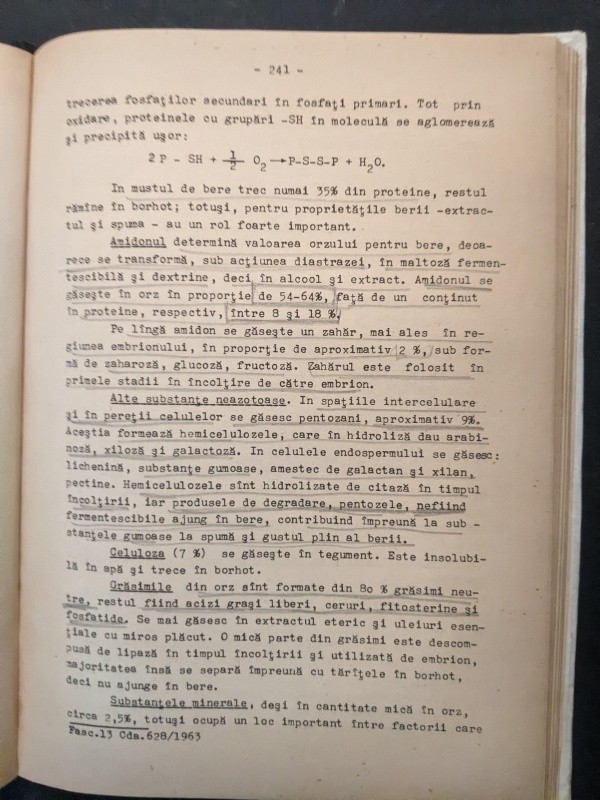 - 241 -
trecerea fosfaţilor secundari în fosfaţi primari. Tot prin
oxidare, proteinele cu grupări -SH în moleculă se aglomerează
şi precipită uşor:
2 P - SH + 1/2 O2 →P-S-S-P + H2O.
In mustul de bere trec numai 35% din proteine, restul
rămîne în borhot; totuşi, pentru proprietăţile berii -extrac-
tul şi spuma - au un rol foarte important.
Amidonul determină valoarea orzului pentru bere, deoa-
rece se transformă, sub acţiunea diastrazei, în maltoză fermen-
tescibilă şi dextrine, deci în alcool şi extract. Amidonul se
găseşte în orz în proporţie de 54-64%, faţă de un conţinut
în proteine, respectiv, între 8 şi 18 %.
Pe lîngă amidon se găseşte un zahăr, mai ales în re-
giunea embrionului, în proporţie de aproximativ 2 %, sub for-
mă de zaharoză, glucoză, fructoză. Zahărul este folosit în
primele stadii în încolţire de către embrion.
Alte substanţe neazotoase. In spaţiile intercelulare
şi în pereţii celulelor se găsesc pentozani, aproximativ 9%.
Aceştia formează hemicelulozele, care în hidroliză dau arabi-
noză, xiloză şi galactoză. In celulele endospermului se găsesc:
lichenină, substanţe gumoase, amestec de galactan şi xilan,
pectine. Hemicelulozele sînt hidrolizate de citază în timpul
încolţirii, iar produsele de degradare, pentozele, nefiind
fermentescibile ajung în bere, contribuind împreună la sub -
stanţele gumoase la spumă şi gustul plin al berii.
Celuloza (7 %) se găseşte în tegument. Este insolubi-
lă în apă şi trece în borhot.
Grăsimile din orz sînt formate din 80 % grăsimi neu-
tre, restul fiind acizi graşi liberi, ceruri, fitosterine şi
fosfatide. Se mai găsesc în extractul eteric şi uleiuri esen-
ţiale cu miros plăcut. O mică parte din grăsimi este descom-
pusă de lipază în timpul încolţirii şi utilizată de embrion,
majoritatea însă se separă împreună cu tărîţele în borhot,
deci nu ajunge în bere.
Substanţele minerale, deşi în cantitate mică în orz,
circa 2,5%, totuşi ocupă un loc important între factorii care
Fasc.13 Cda.628/1963